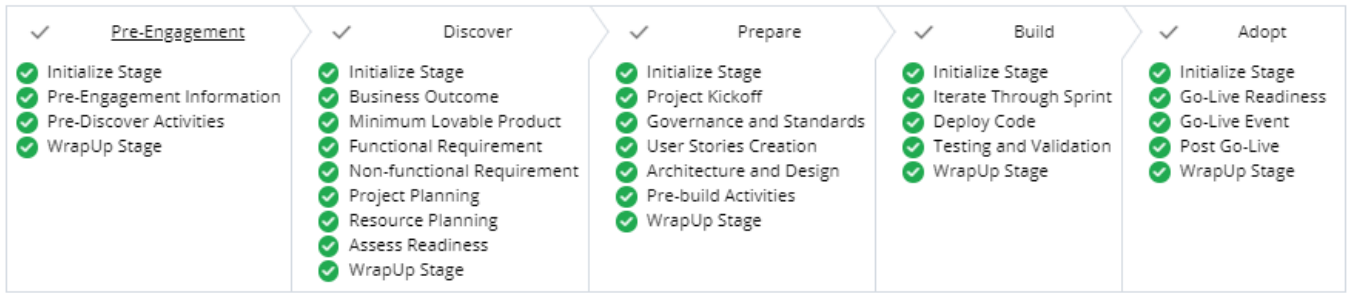 Pre-Engagement
Initialize Stage
Pre-Engagement Information
Pre-Discover Activities
WrapUp Stage
Discover
Initialize Stage
Business Outcome
Minimum Lovable Product
Functional Requirement
Non-functional Requirement
Project Planning
Resource Planning
Assess Readiness
WrapUp Stage
Prepare
Initialize Stage
Project Kickoff
Governance and Standards
User Stories Creation
Architecture and Design
Pre-build Activities
WrapUp Stage
Build
Initialize Stage
Iterate Through Sprint
Deploy Code
Testing and Validation
WrapUp Stage
Adopt
Initialize Stage
Go-Live Readiness
Go-Live Event
Post Go-Live
WrapUp Stage